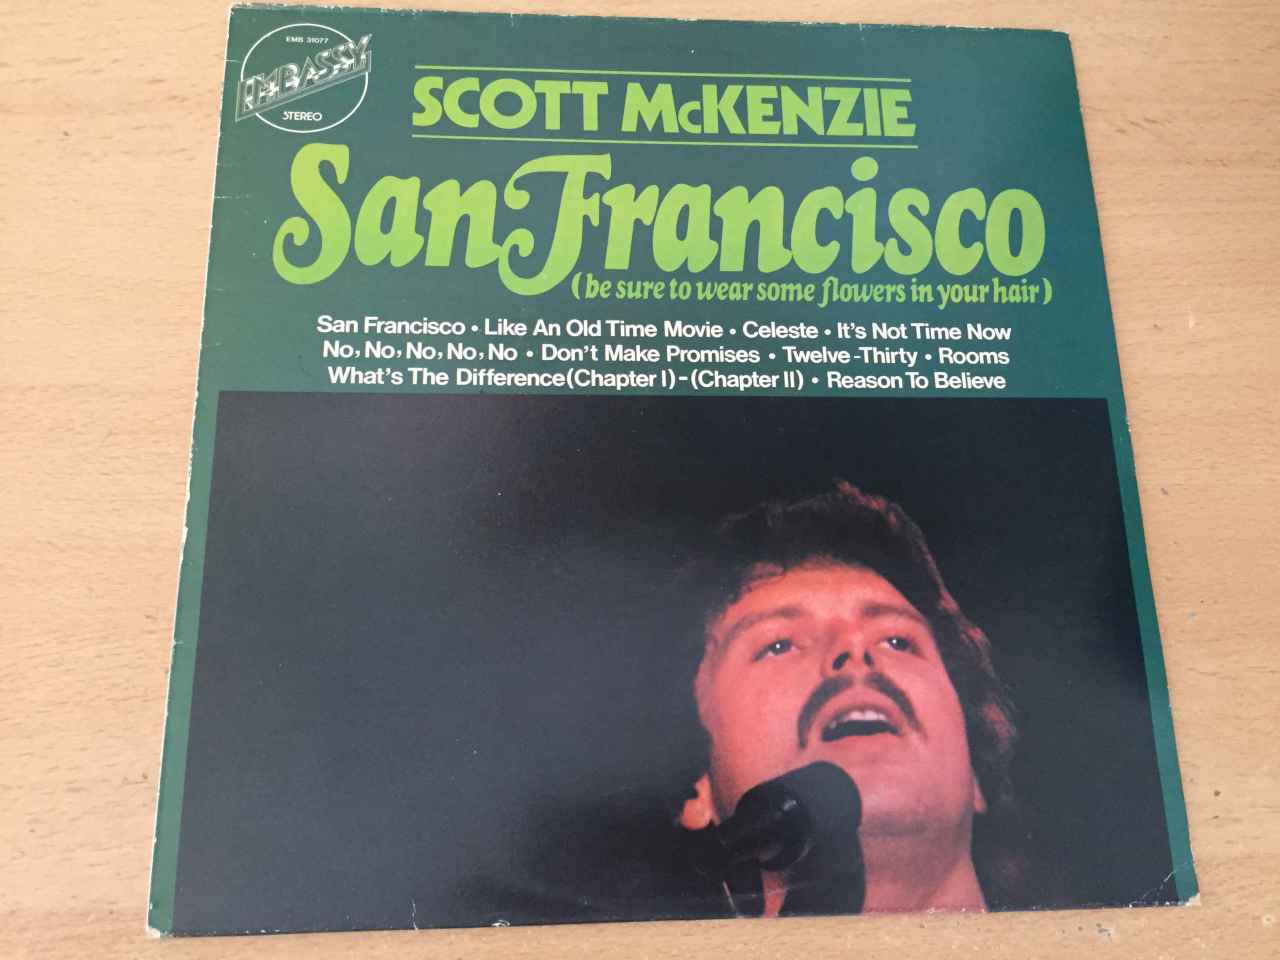 EMB 31077
EMBASSY
STEREO
SCOTT McKENZIE
San Francisco
(be sure to wear some flowers in your hair)
San Francisco • Like An Old Time Movie • Celeste • It's Not Time Now
No, No, No, No, No • Don't Make Promises • Twelve-Thirty • Rooms
What's The Difference(Chapter I)-(Chapter II) • Reason To Believe